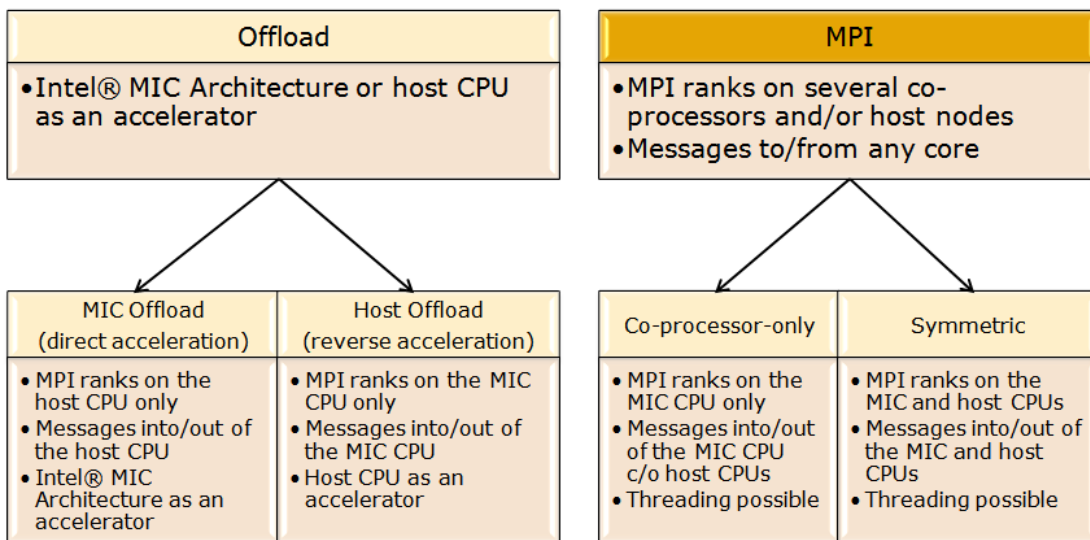 Offload
•Intel® MIC Architecture or host CPU
as an accelerator
MPI
•MPI ranks on several co-
processors and/or host nodes
•Messages to/from any core
MIC Offload
(direct acceleration)
• MPI ranks on the
host CPU only
• Messages into/out of
the host CPU
• Intel® MIC
Architecture as an
accelerator
Host Offload
(reverse acceleration)
• MPI ranks on the MIC
CPU only
• Messages into/out of
the MIC CPU
• Host CPU as an
accelerator
Co-processor-only
• MPI ranks on the
MIC CPU only
• Messages into/out
of the MIC CPU
c/o host CPUs
• Threading possible
Symmetric
• MPI ranks on the
MIC and host CPUs
• Messages into/out of
the MIC and host
CPUs
• Threading possible